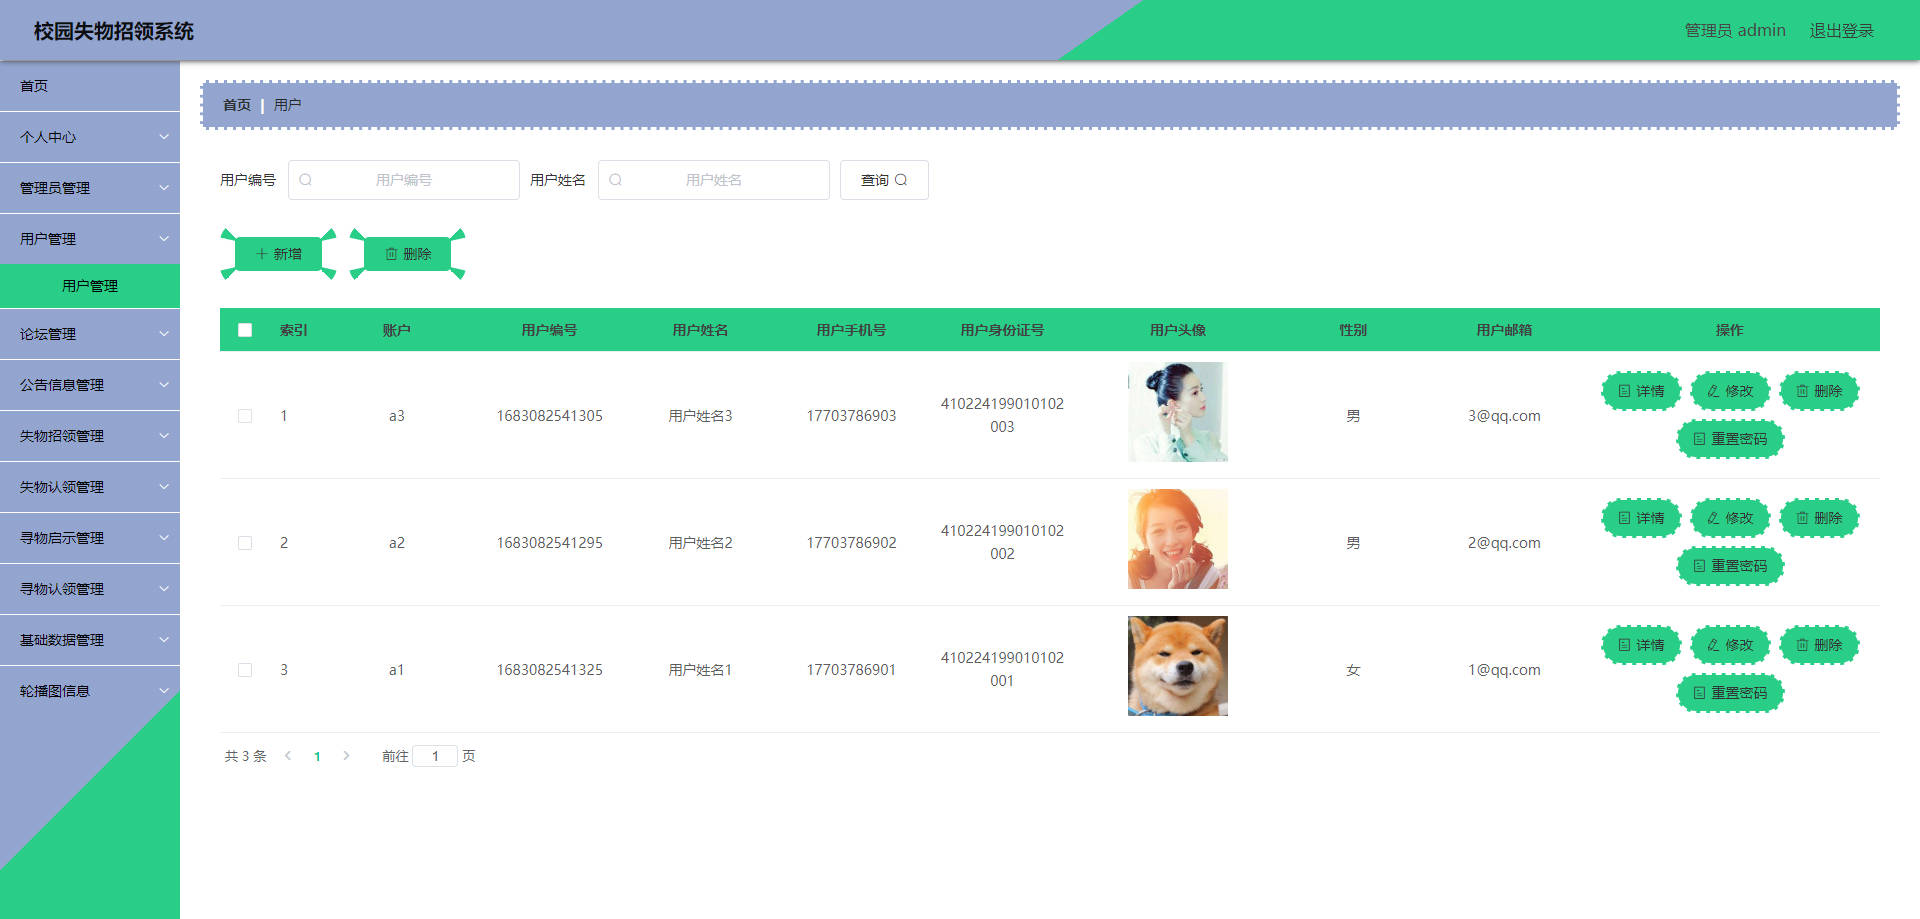 校园失物招领系统
管理员 admin 退出登录
首页
个人中心
管理员管理
用户管理
用户管理
论坛管理
公告信息管理
失物招领管理
失物认领管理
寻物启示管理
寻物认领管理
基础数据管理
轮播图信息
首页 | 用户
用户编号 用户编号 用户姓名 用户姓名 查询
新增 删除
索引 账户 用户编号 用户姓名 用户手机号 用户身份证号 用户头像 性别 用户邮箱 操作
1 a3 1683082541305 用户姓名3 17703786903 410224199010102003 男 3@qq.com 详情 修改 删除
重置密码
2 a2 1683082541295 用户姓名2 17703786902 410224199010102002 男 2@qq.com 详情 修改 删除
重置密码
3 a1 1683082541325 用户姓名1 17703786901 410224199010102001 女 1@qq.com 详情 修改 删除
重置密码
共 3 条 1 前往 1 页